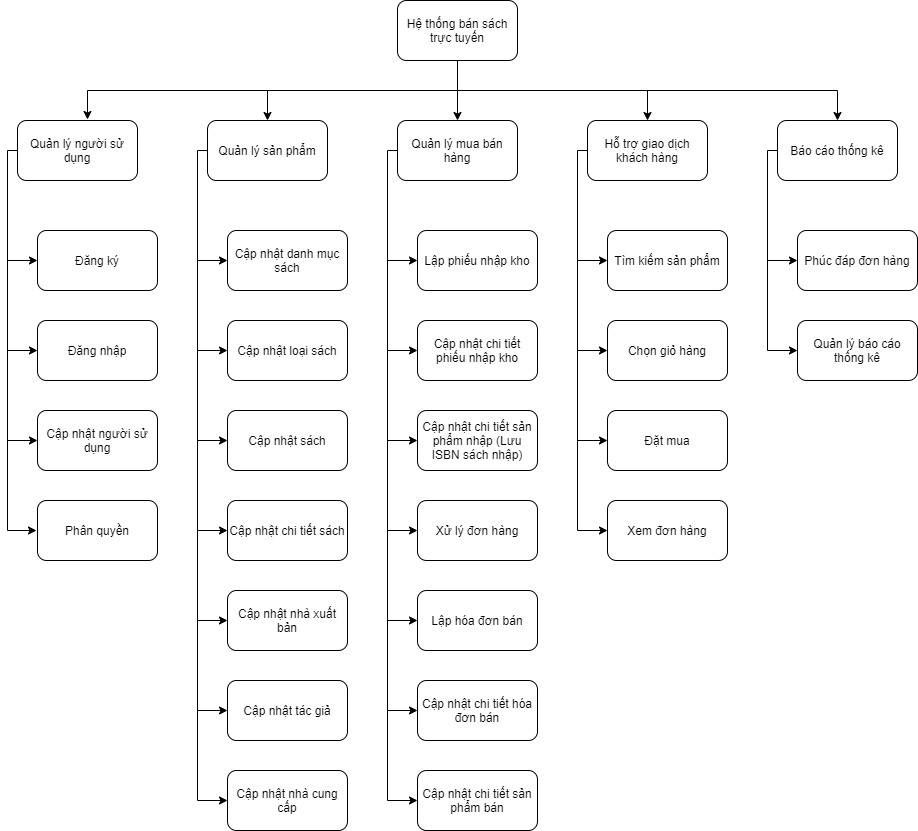 Hệ thống bán sách
trực tuyến
Quản lý người sử
dụng
Quản lý sản phẩm
Quản lý mua bán
hàng
Hỗ trợ giao dịch
khách hàng
Báo cáo thống kê
Đăng ký
Đăng nhập
Cập nhật người sử
dụng
Phân quyền
Cập nhật danh mục
sách
Cập nhật loại sách
Cập nhật sách
Cập nhật chi tiết sách
Cập nhật nhà xuất
bản
Cập nhật tác giả
Cập nhật nhà cung
cấp
Lập phiếu nhập kho
Cập nhật chi tiết
phiếu nhập kho
Cập nhật chi tiết sản
phẩm nhập (Lưu
ISBN sách nhập)
Xử lý đơn hàng
Lập hóa đơn bán
Cập nhật chi tiết hóa
đơn bán
Cập nhật chi tiết sản
phẩm bán
Tìm kiếm sản phẩm
Chọn giỏ hàng
Đặt mua
Xem đơn hàng
Phúc đáp đơn hàng
Quản lý báo cáo
thống kê